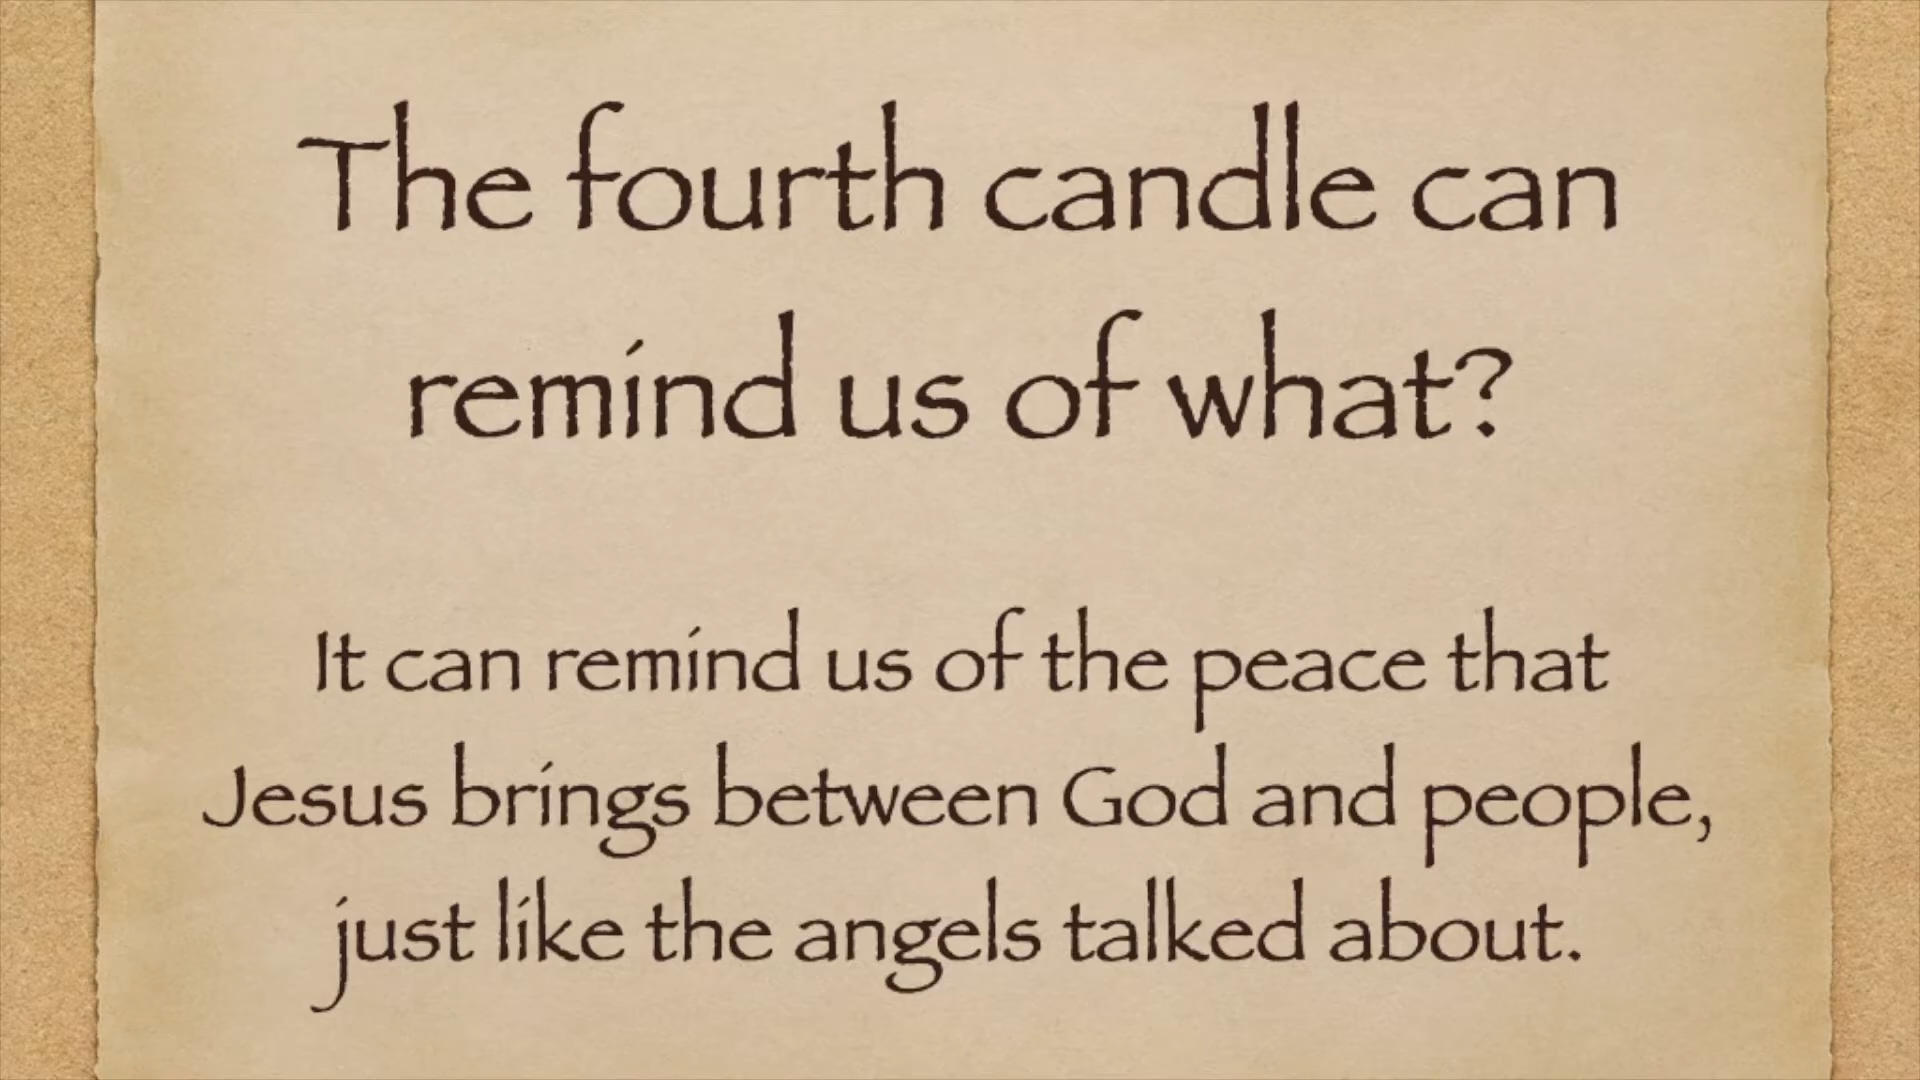 The fourth candle can
remind us of what?
It can remind us of the peace that
Jesus brings between God and people,
just like the angels talked about.